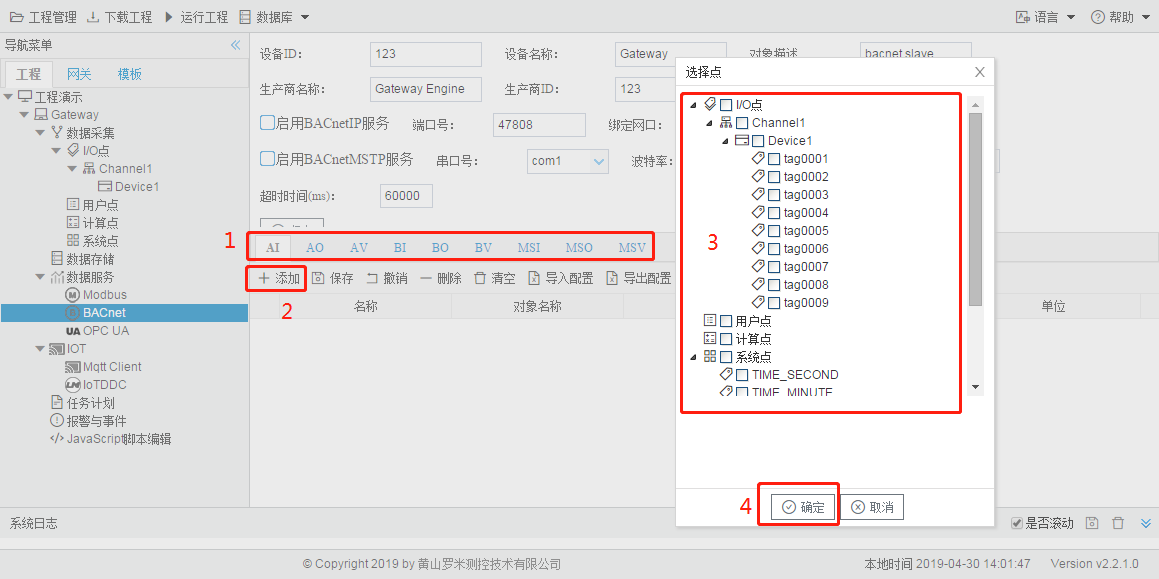 工程管理 下载工程 运行工程 数据库 语言 帮助
导航菜单
工程 网关 模板
工程演示
Gateway
数据采集
I/O点
Channel1
Device1
用户点
计算点
系统点
数据存储
数据服务
Modbus
BACnet
OPC UA
IOT
Mqtt Client
IoTDDC
任务计划
报警与事件
JavaScript脚本编辑
设备ID: 123 设备名称: Gateway 对象描述 bacnet slave
生产商名称: Gateway Engine 生产商ID: 123
启用BACnetIP服务 端口号: 47808 绑定网口:
启用BACnetMSTP服务 串口号: com1 波特率:
超时时间(ms): 60000
1 AI AO AV BI BO BV MSI MSO MSV
添加 保存 撤销 删除 清空 导入配置 导出配置
2
名称 对象名称 单位
选择点
I/O点
Channel1
Device1
tag0001
tag0002
tag0003
tag0004
tag0005
tag0006
tag0007
tag0008
tag0009
用户点
计算点
系统点
TIME_SECOND
TIME_MINUTE
3
4 确定 取消
系统日志 是否滚动
© Copyright 2019 by 黄山罗米测控技术有限公司 本地时间 2019-04-30 14:01:47 Version v2.2.1.0